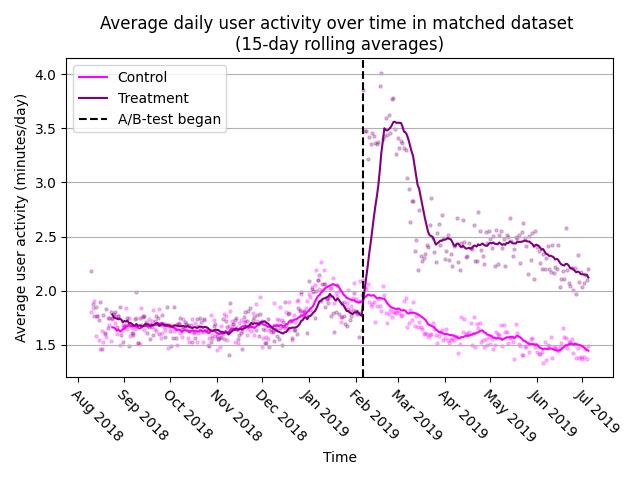 Average daily user activity over time in matched dataset
(15-day rolling averages)
Control
Treatment
A/B-test began
Average user activity (minutes/day)
4.0
3.5
3.0
2.5
2.0
1.5
Aug 2018
Sep 2018
Oct 2018
Nov 2018
Dec 2018
Jan 2019
Feb 2019
Mar 2019
Apr 2019
May 2019
Jun 2019
Jul 2019
Time